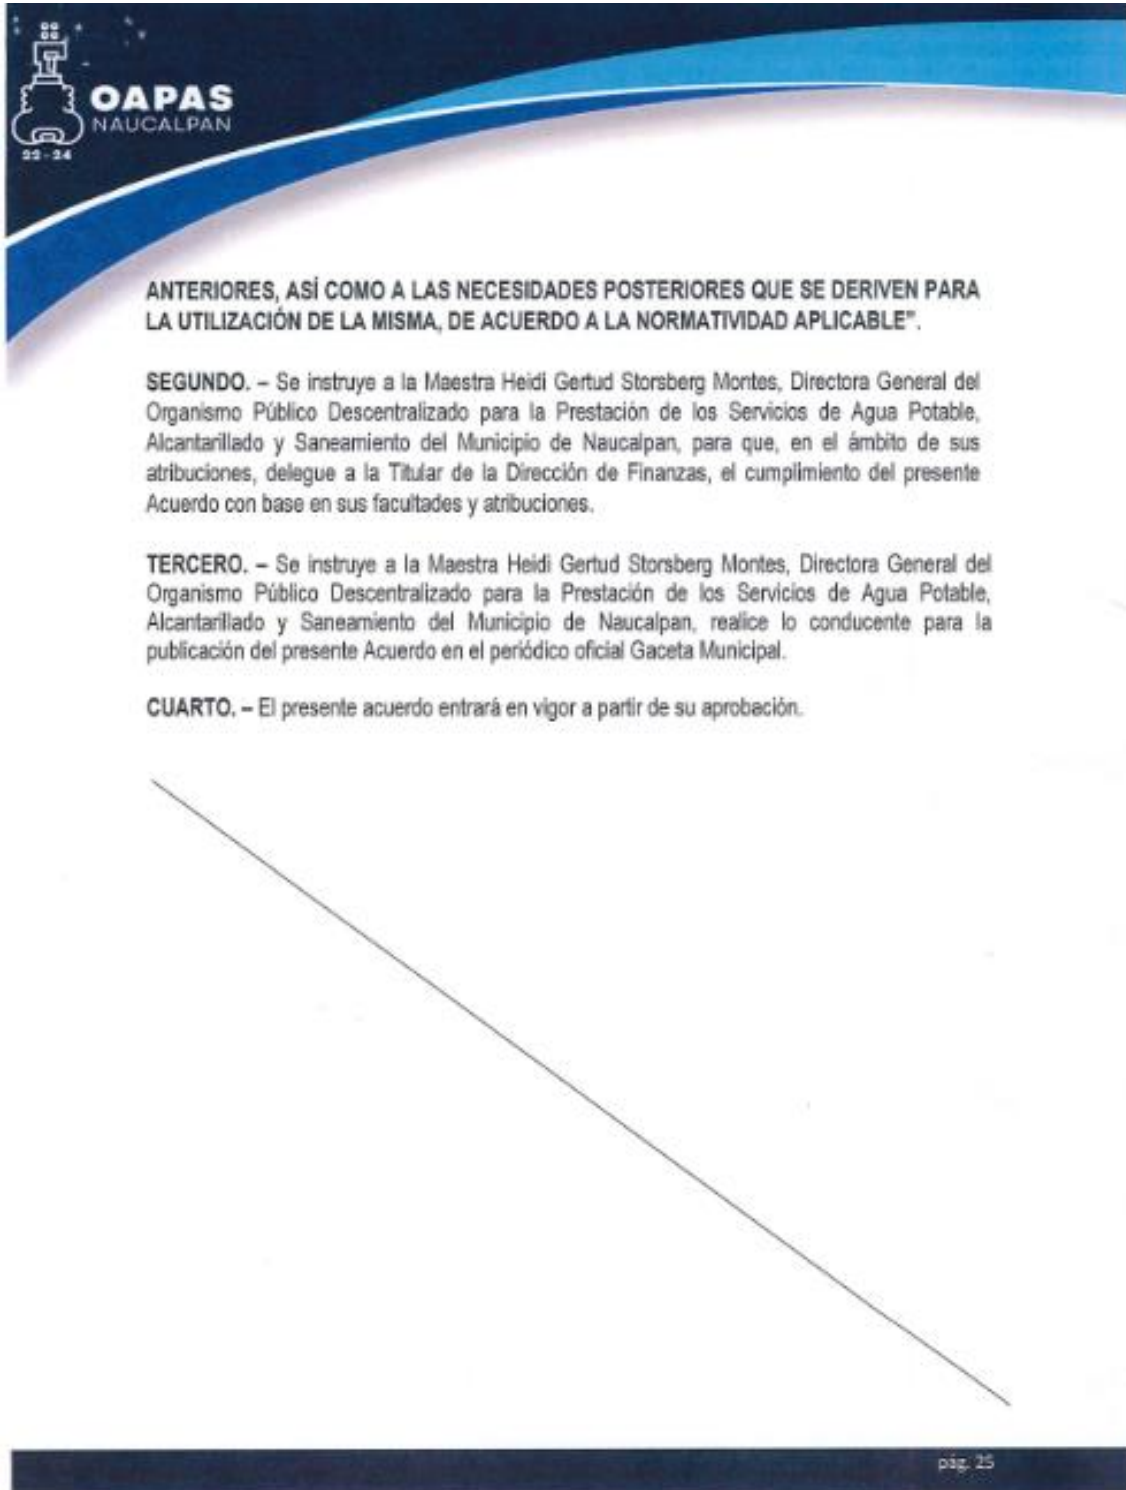 OAPAS
NAUCALPAN
22 - 24
ANTERIORES, ASÍ COMO A LAS NECESIDADES POSTERIORES QUE SE DERIVEN PARA
LA UTILIZACIÓN DE LA MISMA, DE ACUERDO A LA NORMATIVIDAD APLICABLE".
SEGUNDO. – Se instruye a la Maestra Heidi Gertud Storsberg Montes, Directora General del
Organismo Público Descentralizado para la Prestación de los Servicios de Agua Potable,
Alcantarillado y Saneamiento del Municipio de Naucalpan, para que, en el ámbito de sus
atribuciones, delegue a la Titular de la Dirección de Finanzas, el cumplimiento del presente
Acuerdo con base en sus facultades y atribuciones.
TERCERO. – Se instruye a la Maestra Heidi Gertud Storsberg Montes, Directora General del
Organismo Público Descentralizado para la Prestación de los Servicios de Agua Potable,
Alcantarillado y Saneamiento del Municipio de Naucalpan, realice lo conducente para la
publicación del presente Acuerdo en el periódico oficial Gaceta Municipal.
CUARTO. – El presente acuerdo entrará en vigor a partir de su aprobación.
pág. 25